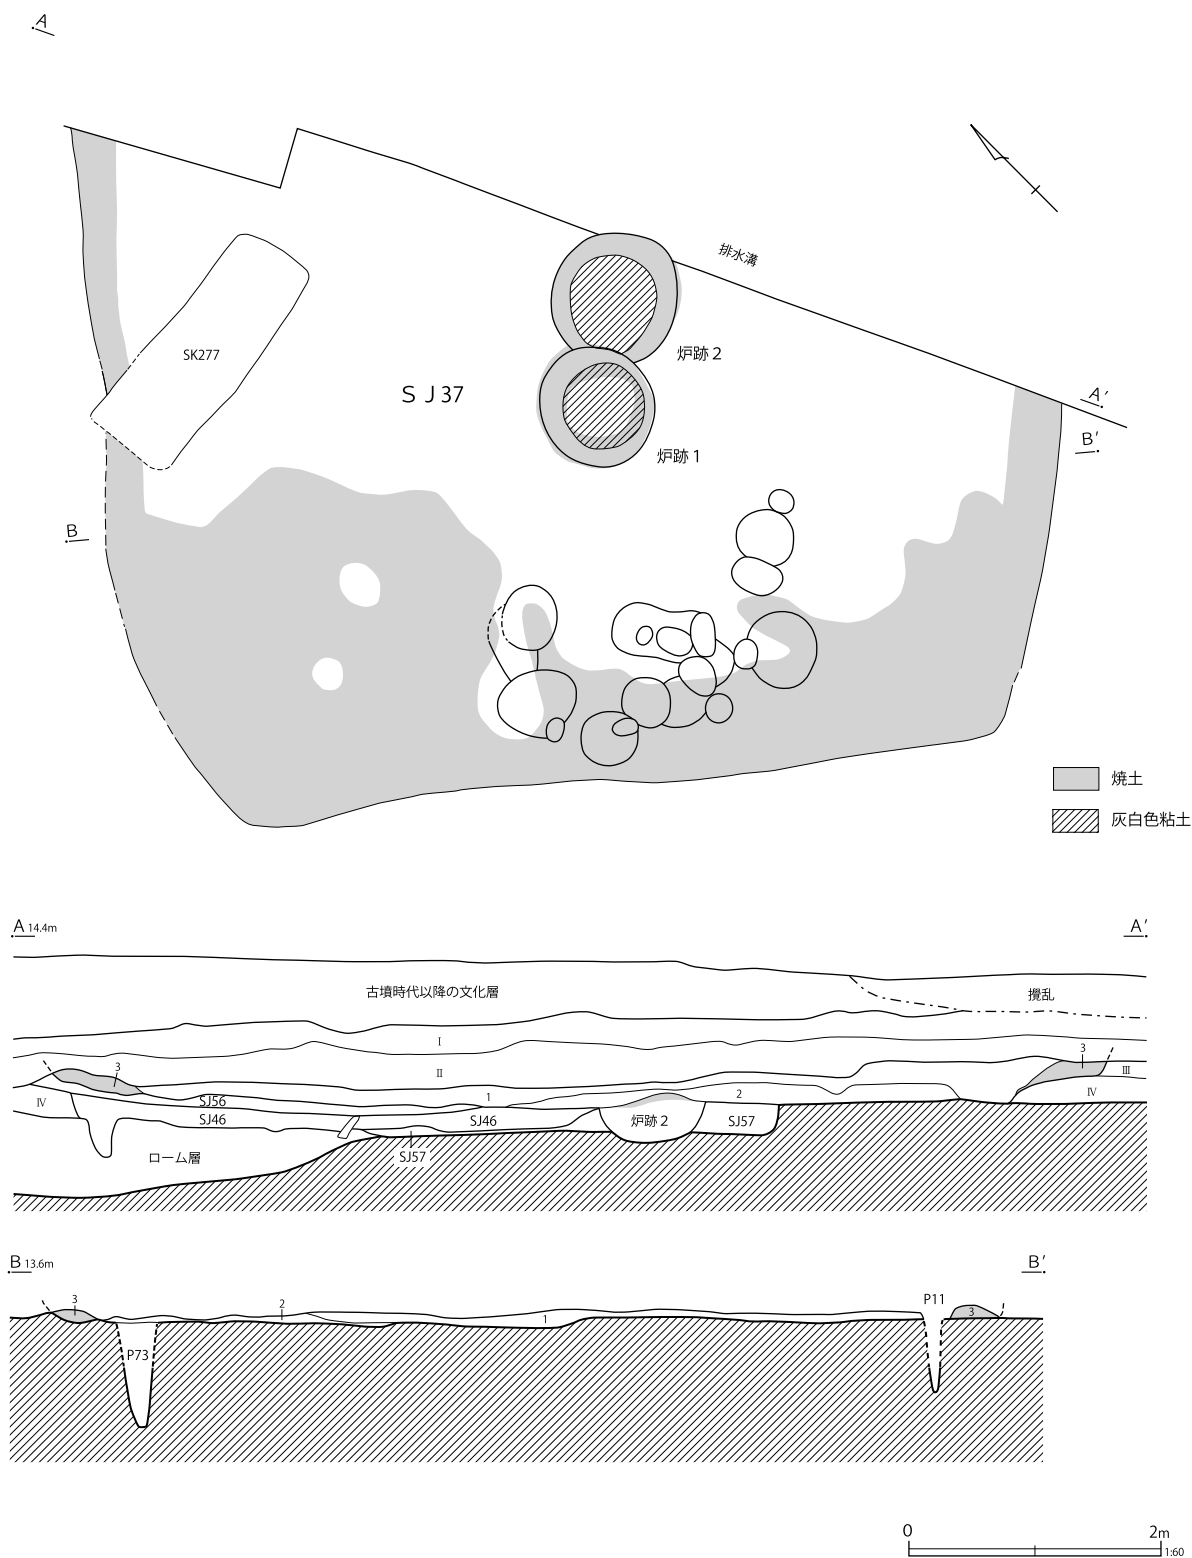 A
排水溝
SK277
炉跡2
SJ37
A′
B′
炉跡1
B
焼土
灰白色粘土
A 14.4m
A′
古墳時代以降の文化層
攪乱
Ⅰ
3
3
Ⅱ
Ⅲ
Ⅳ
SJ56
1
2
Ⅳ
SJ46
SJ46
炉跡2
SJ57
ローム層
SJ57
B 13.6m
B′
3
2
P11
3
1
P73
0
2m
1:60